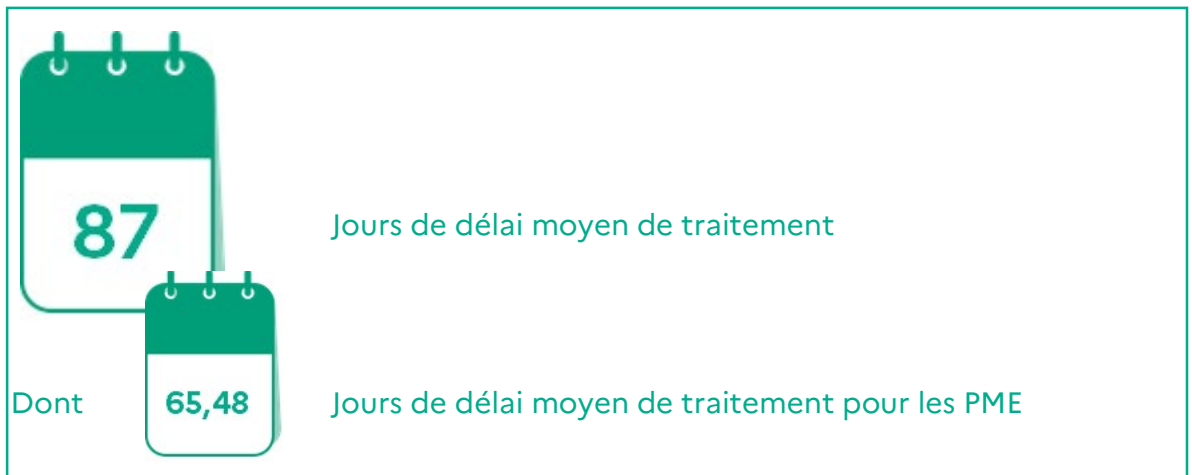 87
Jours de délai moyen de traitement
Dont
65,48
Jours de délai moyen de traitement pour les PME